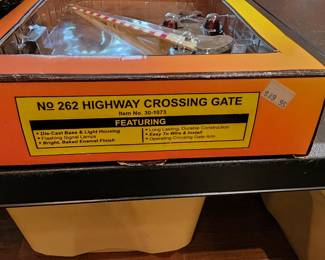 No 262 HIGHWAY CROSSING GATE
Item No. 30-1973
FEATURING
• Die-Cast Base & Light Housing
• Flashing Signal Lamps
• Bright, Baked Enamel Finish!
• Long Lasting, Durable Construction
• Easy To Wire & Install
• Operating Crossing Gate Arm